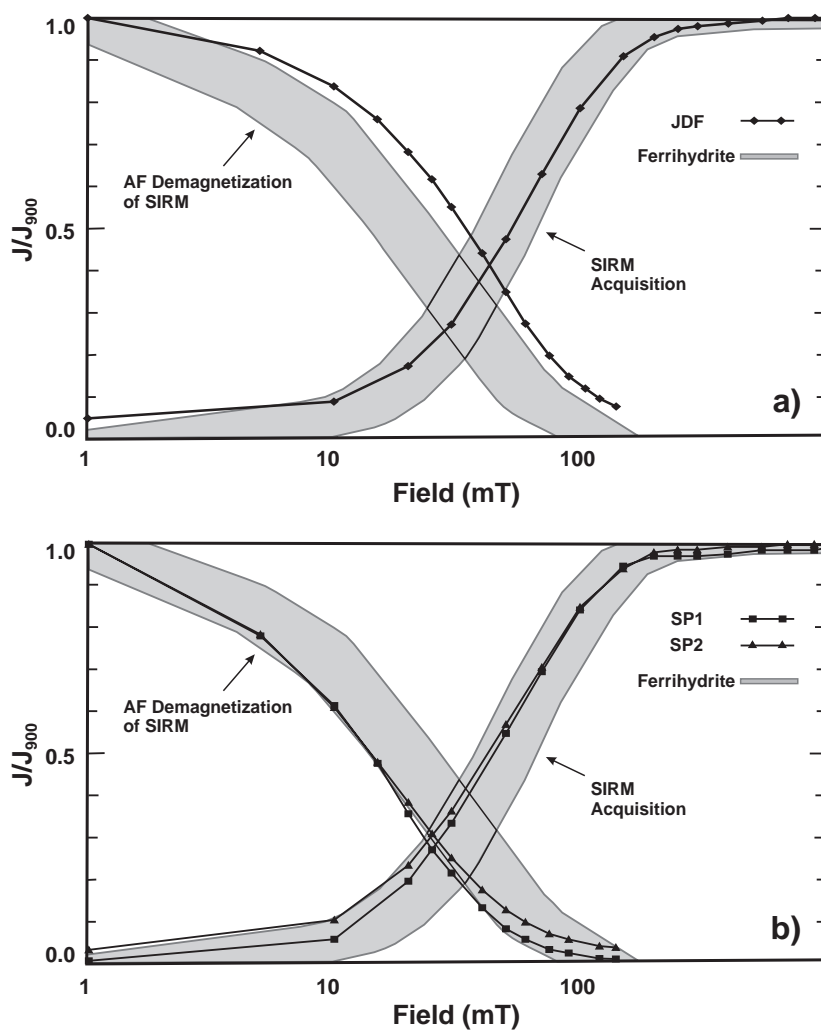 1.0
JDF
Ferrihydrite
AF Demagnetization
of SIRM
J/J900
0.5
SIRM
Acquisition
a)
0.0
1
10
100
Field (mT)
1.0
SP1
SP2
Ferrihydrite
AF Demagnetization
of SIRM
J/J900
0.5
SIRM
Acquisition
b)
0.0
1
10
100
Field (mT)